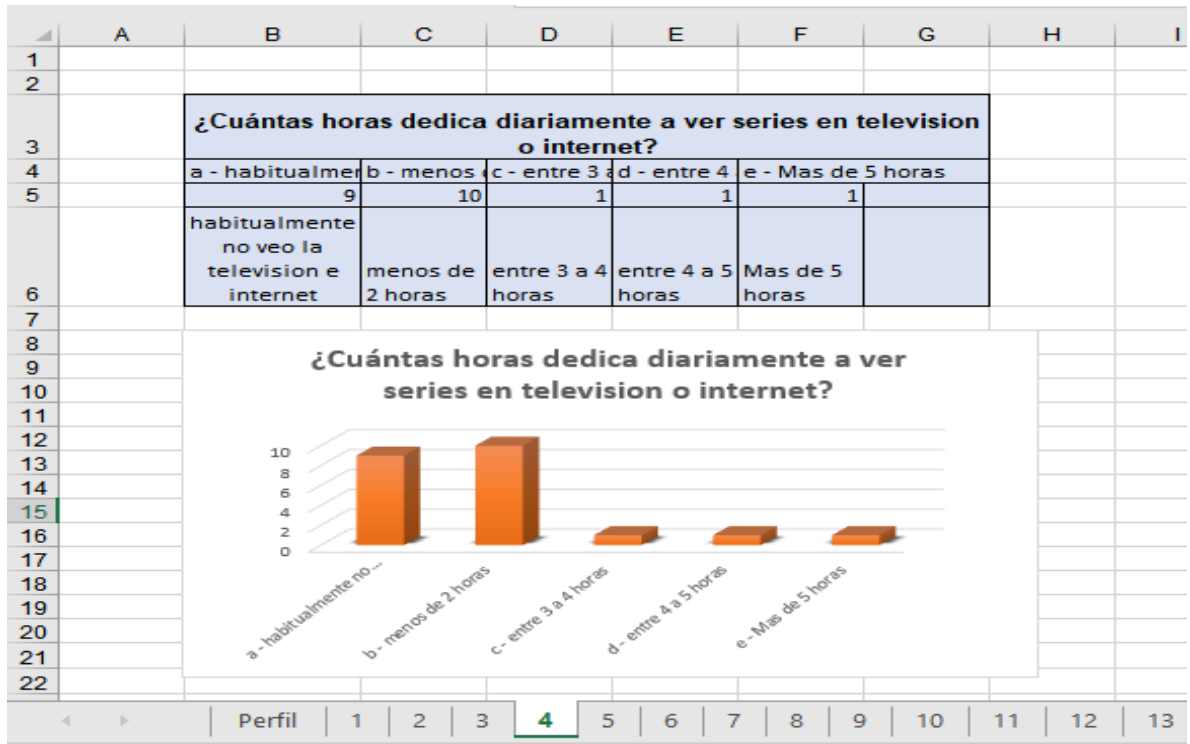 A B C D E F G H I
1
2
3 ¿Cuántas horas dedica diariamente a ver series en television
o internet?
4 a - habitualmer b - menos c - entre 3 a d - entre 4 e - Mas de 5 horas
5 9 10 1 1 1
habitualmente
no veo la
television e menos de entre 3 a 4 entre 4 a 5 Mas de 5
6 internet 2 horas horas horas horas
7
8
9
10
11
12
13
14
15
16
17
18
19
20
21
22
¿Cuántas horas dedica diariamente a ver
series en television o internet?
10
8
6
4
2
0
a - habitualmente no...
b - menos de 2 horas
c - entre 3 a 4 horas
d - entre 4 a 5 horas
e - Mas de 5 horas
Perfil 1 2 3 4 5 6 7 8 9 10 11 12 13